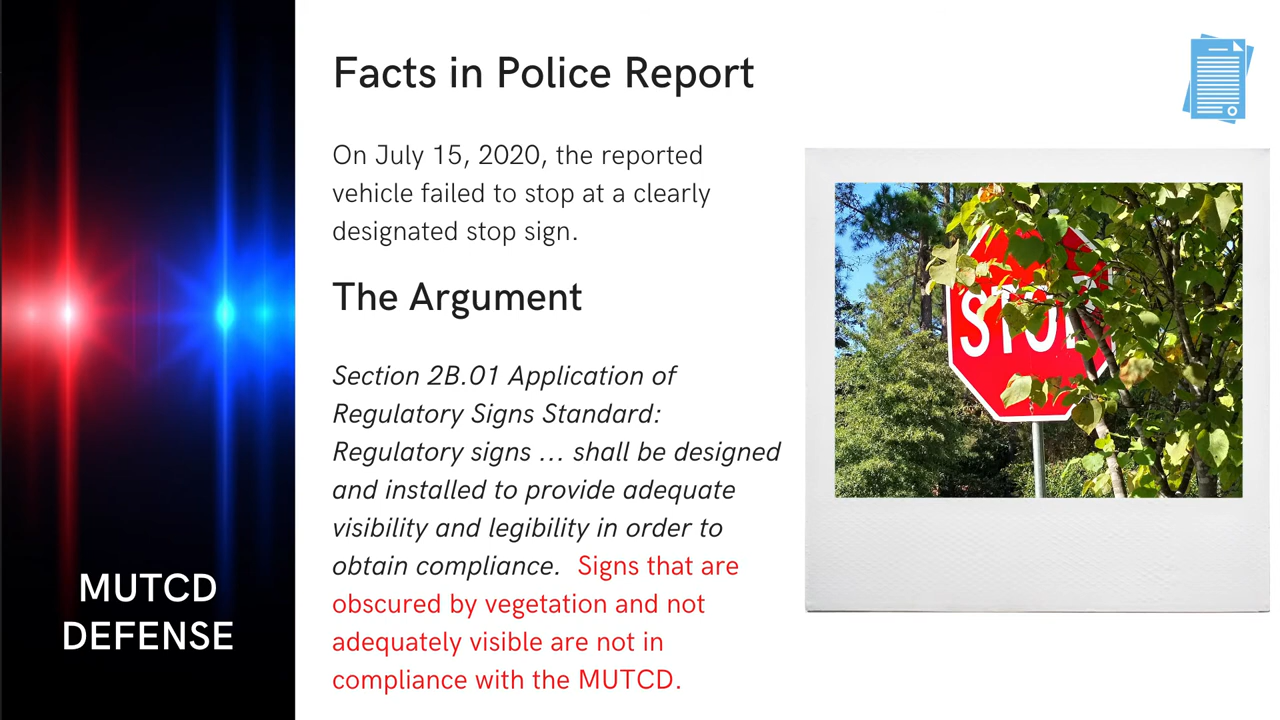 Facts in Police Report
On July 15, 2020, the reported
vehicle failed to stop at a clearly
designated stop sign.
The Argument
Section 2B.01 Application of
Regulatory Signs Standard:
Regulatory signs ... shall be designed
and installed to provide adequate
visibility and legibility in order to
obtain compliance. Signs that are
obscured by vegetation and not
adequately visible are not in
compliance with the MUTCD.
STOP
MUTCD
DEFENSE